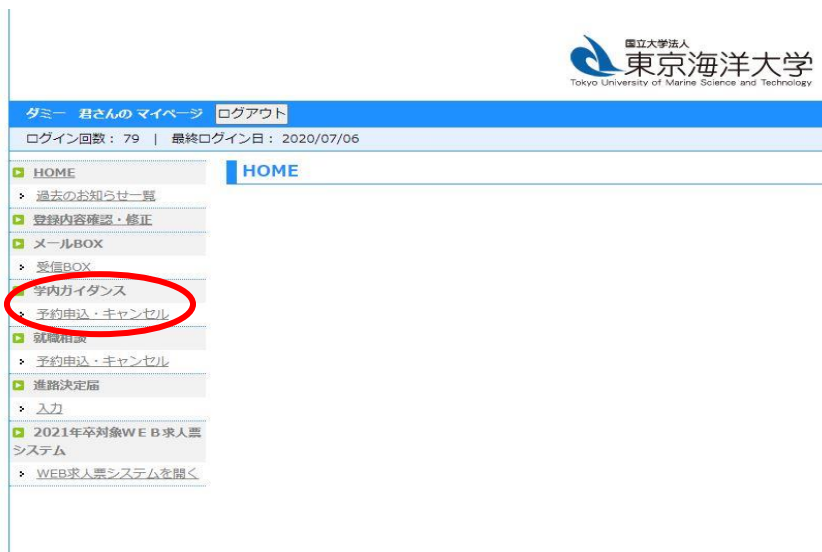 国立大学法人
東京海洋大学
Tokyo University of Marine Science and Technology
ダミー 君さんの マイページ ログアウト
ログイン回数： 79 | 最終ログイン日： 2020/07/06
HOME
HOME
過去のお知らせ一覧
登録内容確認・修正
メールBOX
受信BOX
学内ガイダンス
予約申込・キャンセル
就職相談
予約申込・キャンセル
進路決定届
入力
2021年卒対象WEB求人票
システム
WEB求人票システムを開く